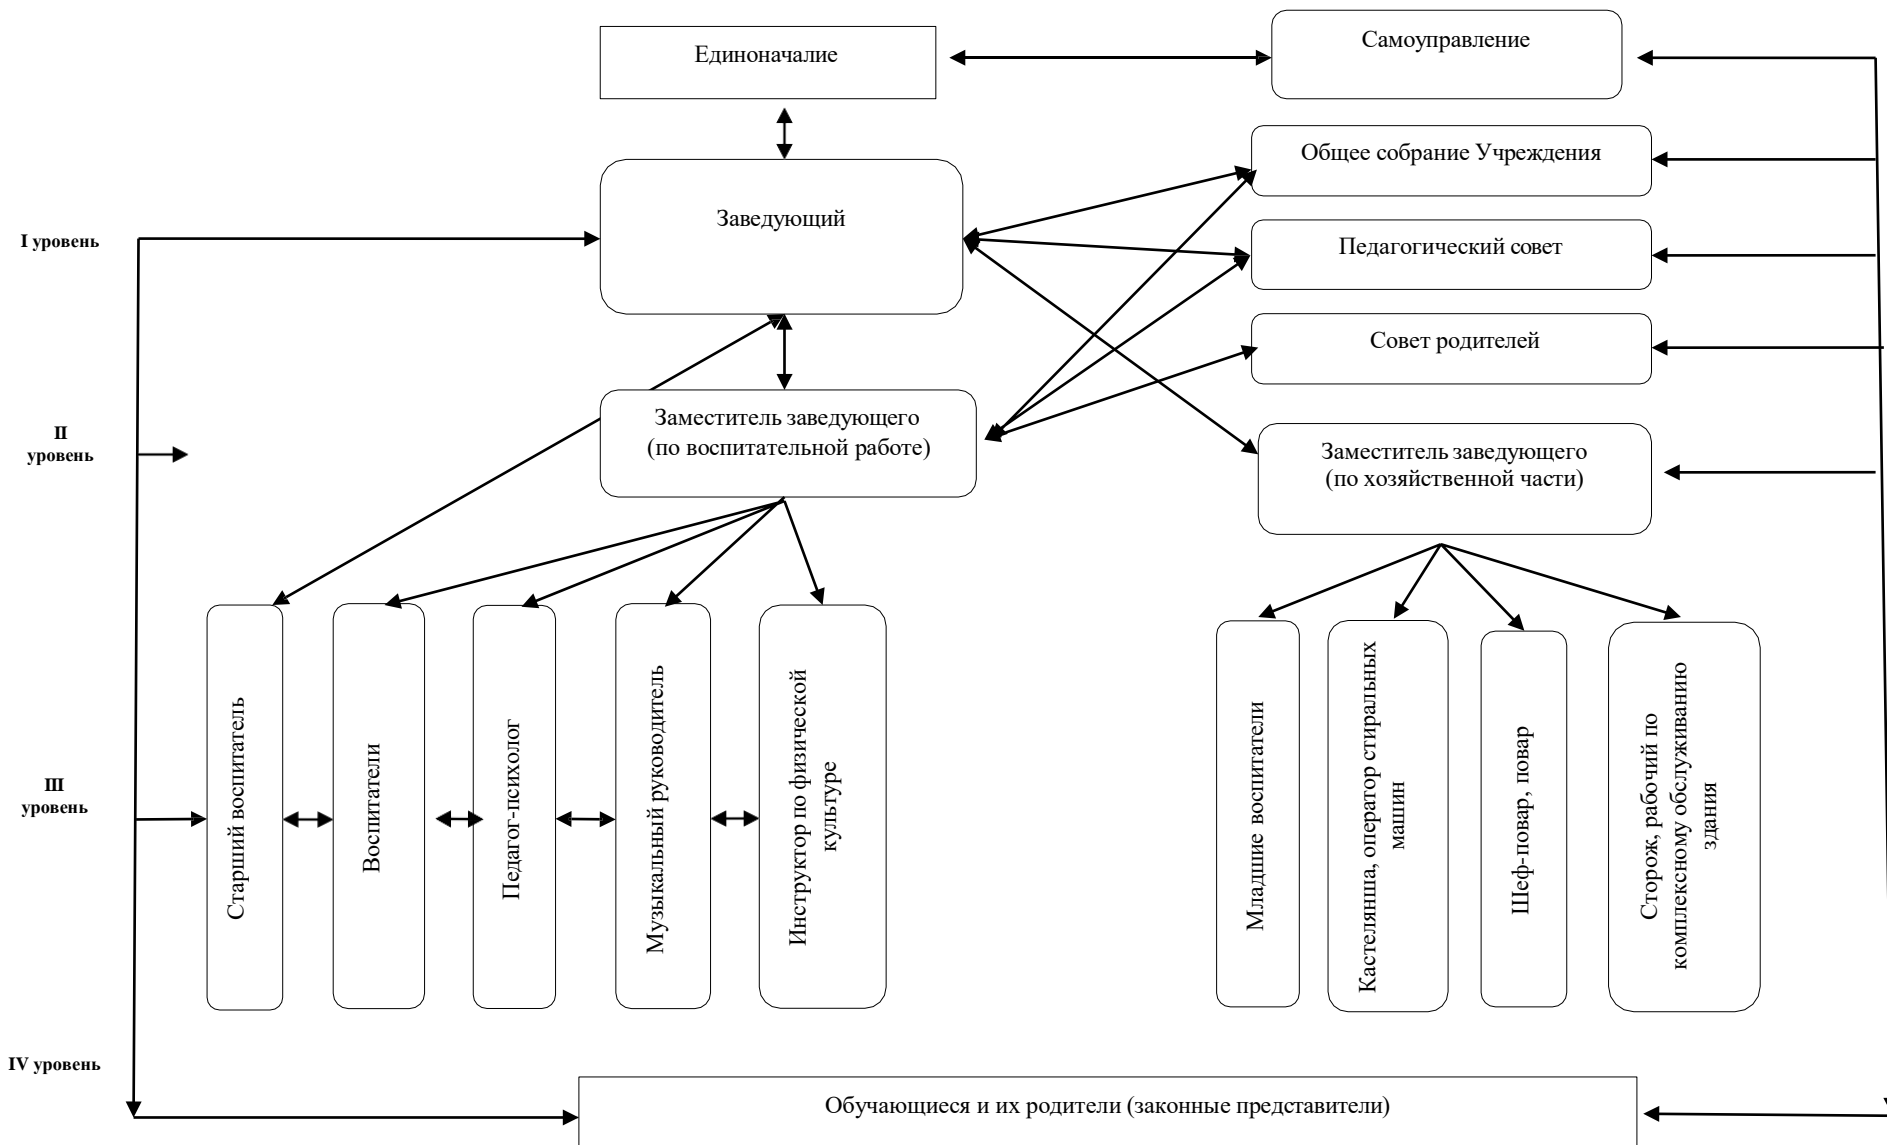 Единоначалие
Самоуправление
Общее собрание Учреждения
Заведующий
I уровень
Педагогический совет
Совет родителей
Заместитель заведующего
(по воспитательной работе)
II
уровень
Заместитель заведующего
(по хозяйственной части)
III
уровень
Старший воспитатель
Воспитатели
Педагог-психолог
Музыкальный руководитель
Инструктор по физической
культуре
Младшие воспитатели
Кастелянша, оператор стиральных
машин
Шеф-повар, повар
Сторож, рабочий по
комплексному обслуживанию
здания
IV уровень
Обучающиеся и их родители (законные представители)